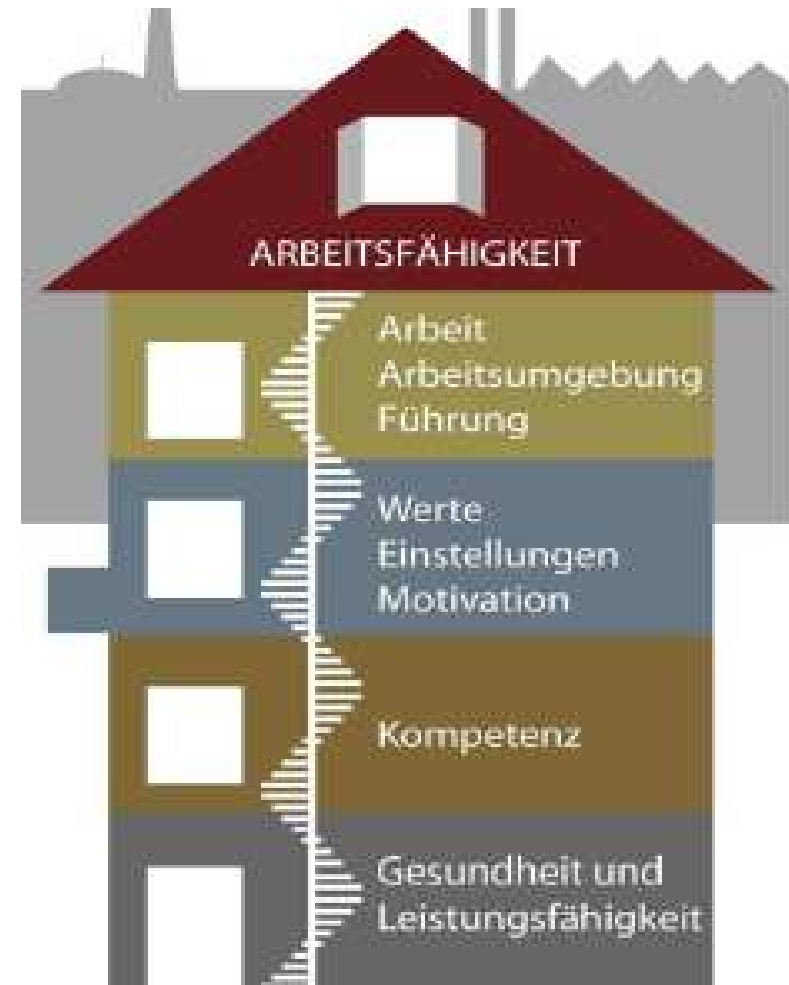 ARBEITSFÄHIGKEIT
Arbeit
Arbeitsumgebung
Führung
Werte
Einstellungen
Motivation
Kompetenz
Gesundheit und
Leistungsfähigkeit